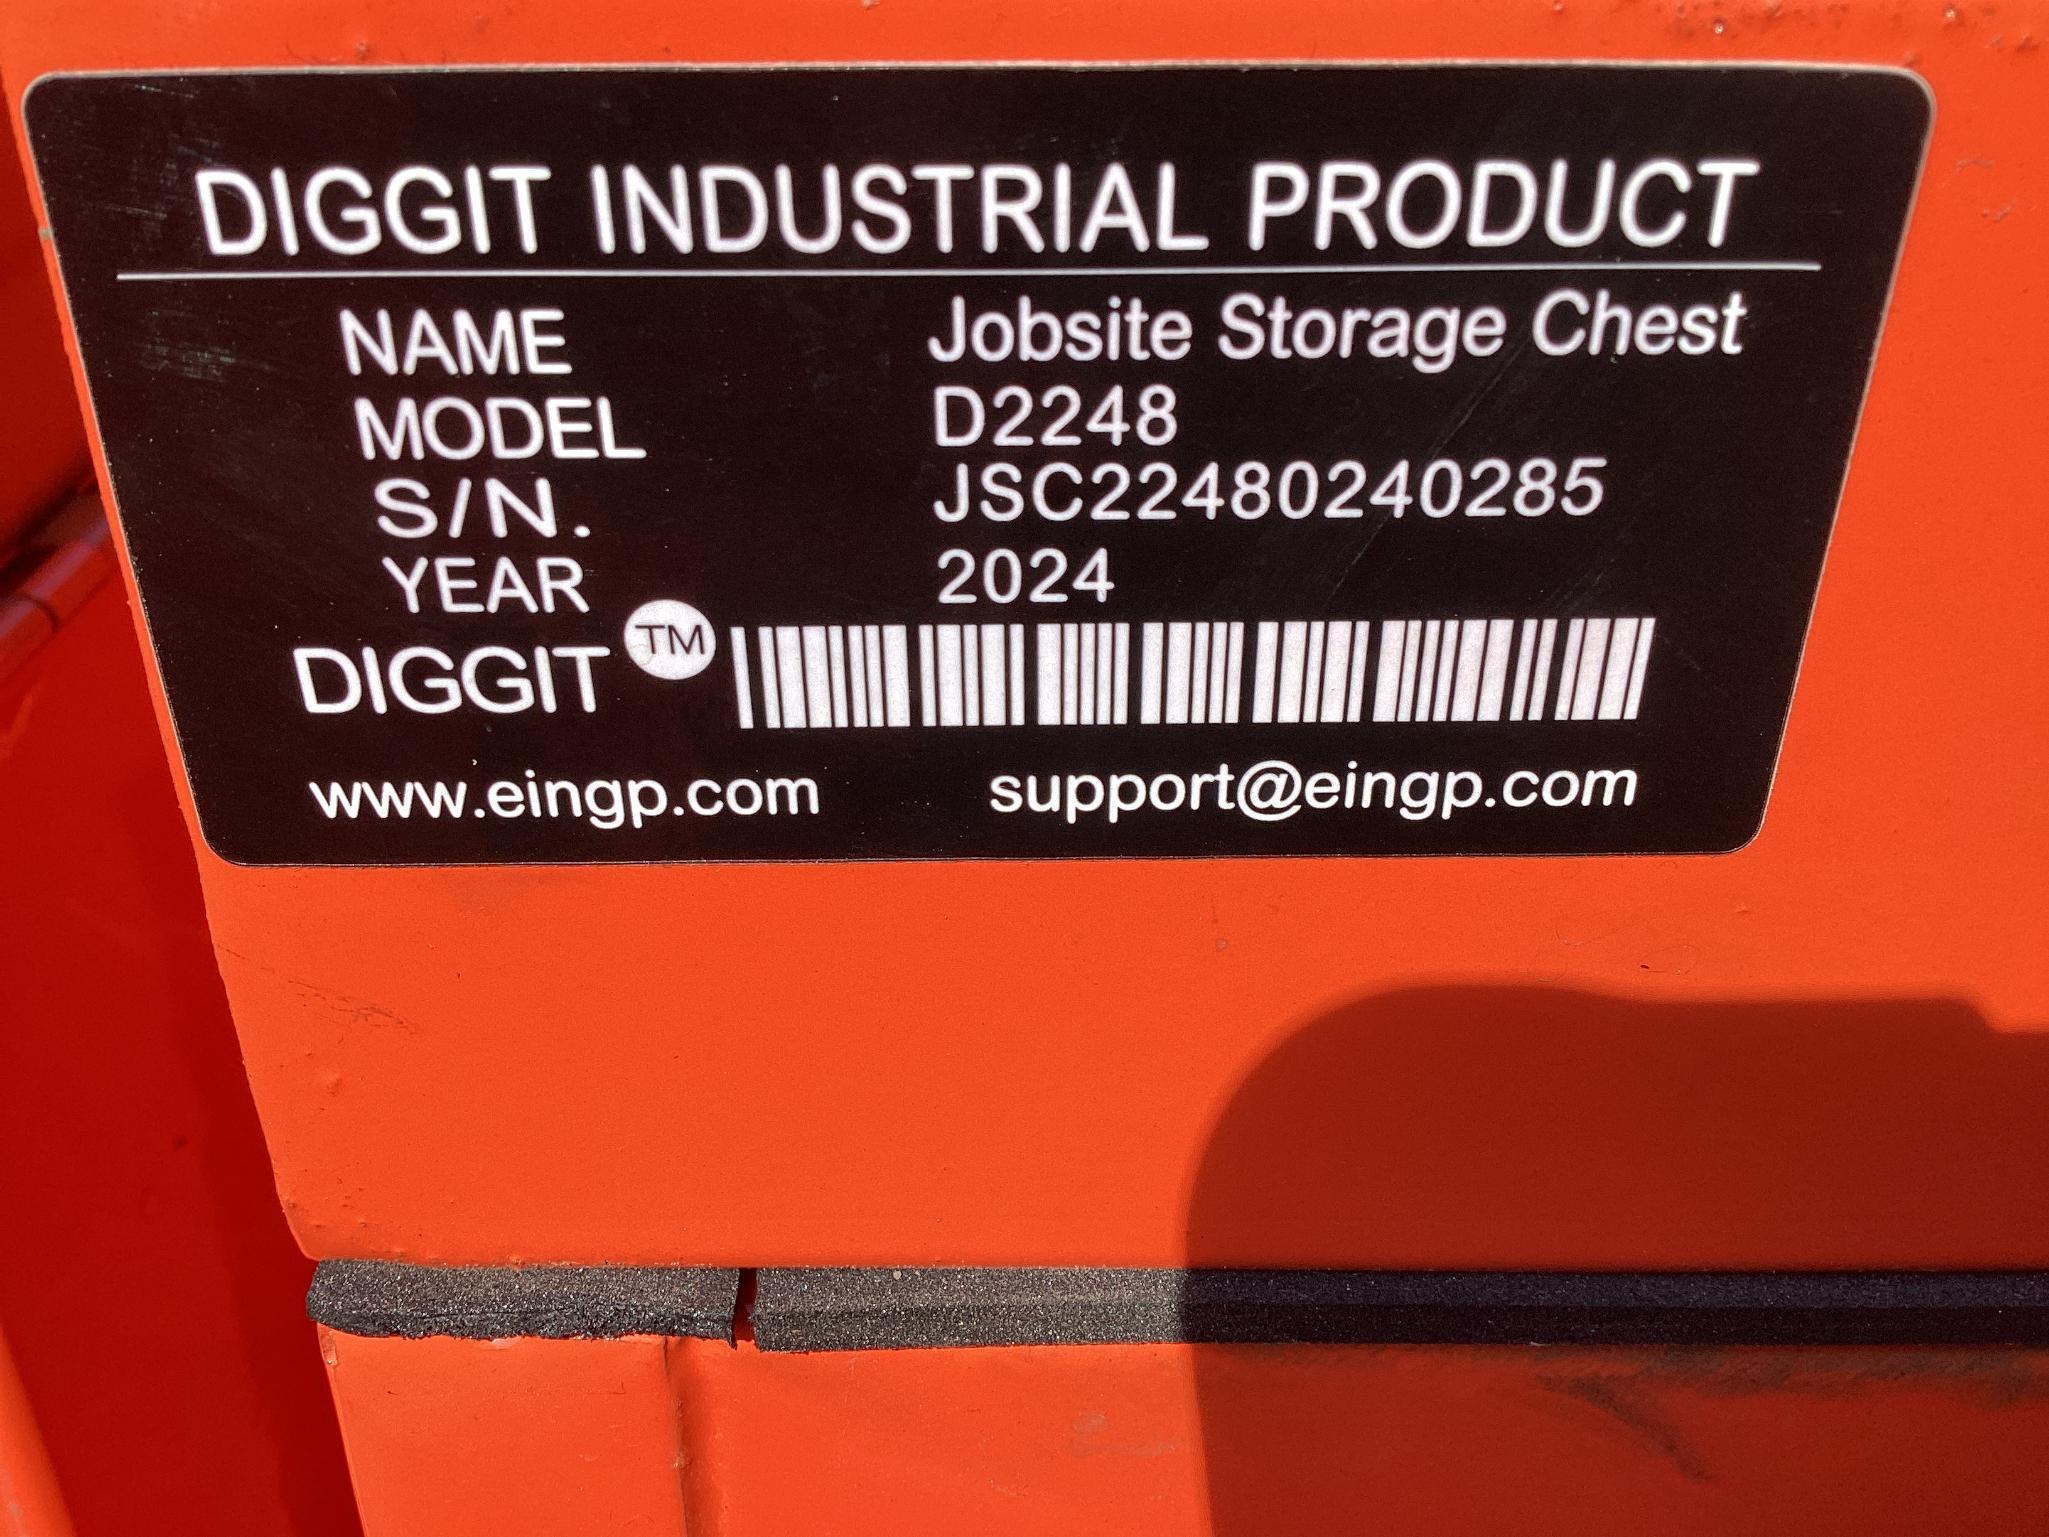 DIGGIT INDUSTRIAL PRODUCT
NAME Jobsite Storage Chest
MODEL D2248
S/N. JSC22480240285
YEAR 2024
DIGGIT TM
www.eingp.com support@eingp.com